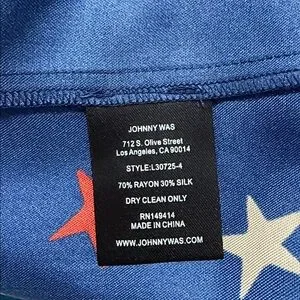 JOHNNY WAS
712 S. Olive Street
Los Angeles, CA 90014
STYLE: L30725-4
70% RAYON 30% SILK
DRY CLEAN ONLY
RN149414
MADE IN CHINA
WWW.JOHNNYWAS.COM